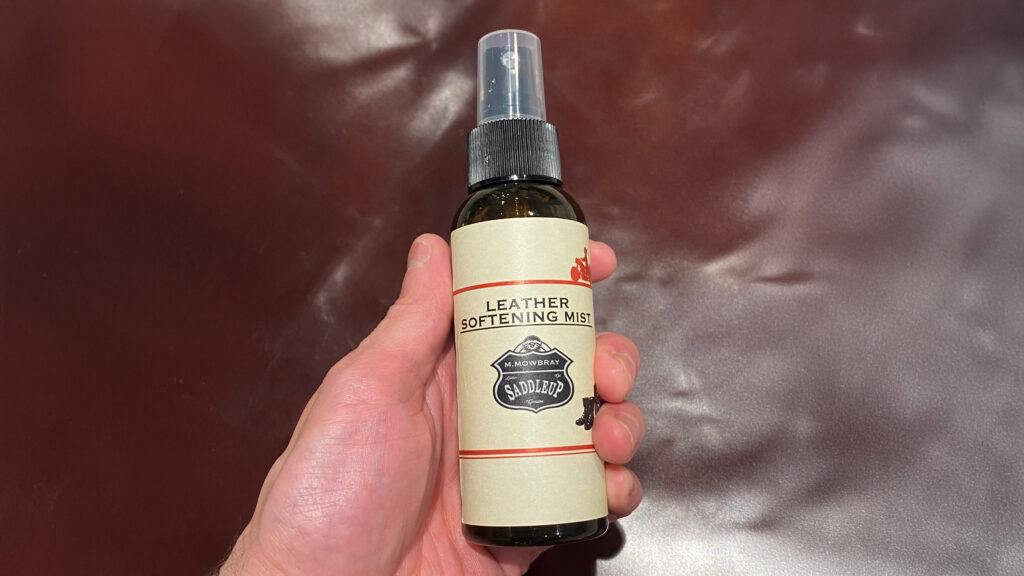 LEATHER
SOFTENING MIST
M.MOWBRAY
SADDLEUP